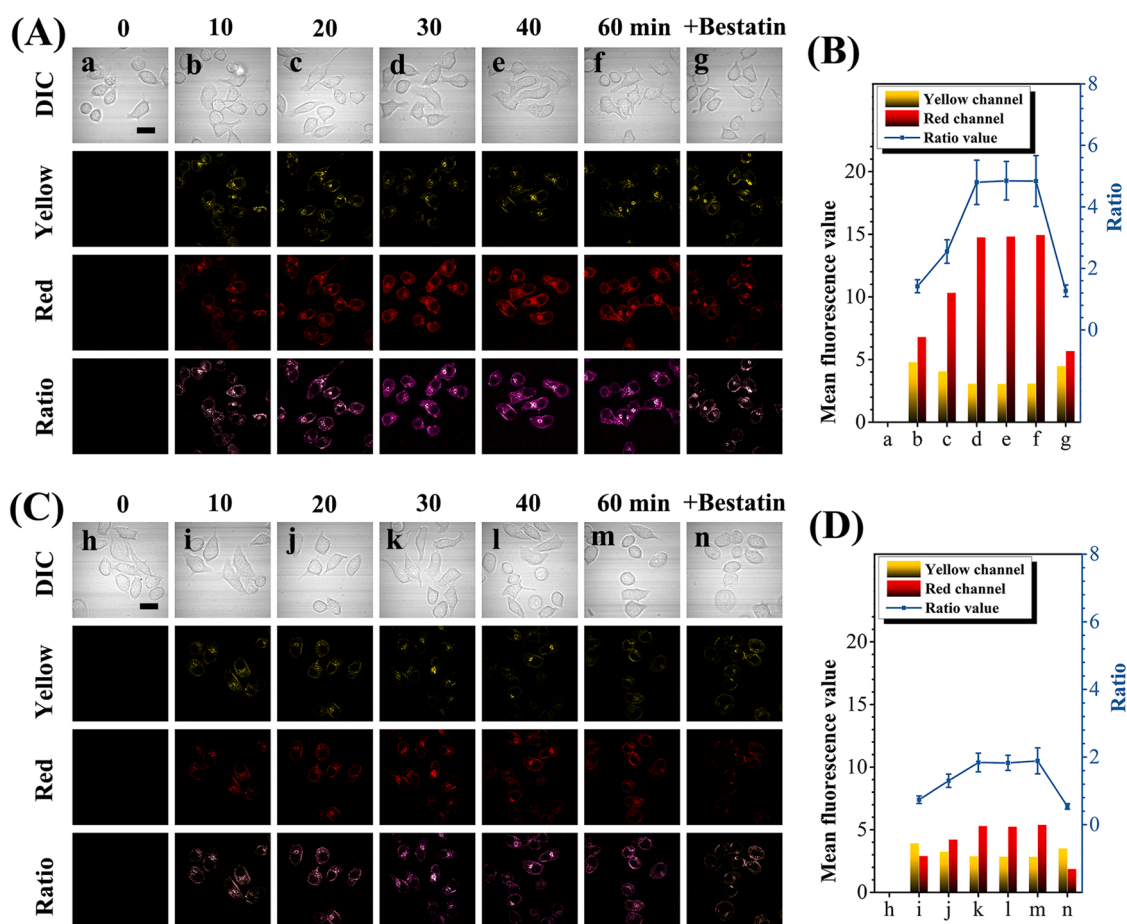 (A)
0 10 20 30 40 60 min +Bestatin
DIC
a b c d e f g
Yellow
Red
Ratio
(B)
Yellow channel
Red channel
Ratio value
Mean fluorescence value
20
15
10
5
0
8
6
4
2
0
Ratio
a b c d e f g
(C)
0 10 20 30 40 60 min +Bestatin
DIC
h i j k l m n
Yellow
Red
Ratio
(D)
Yellow channel
Red channel
Ratio value
Mean fluorescence value
20
15
10
5
0
8
6
4
2
0
Ratio
h i j k l m n